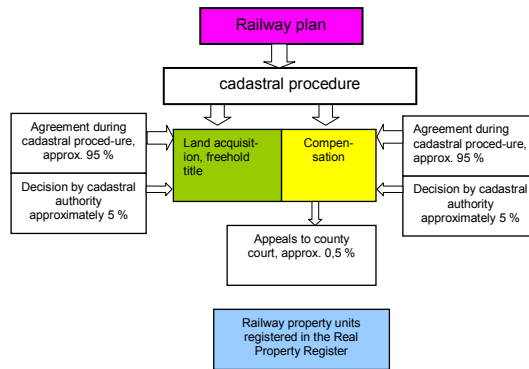 Railway plan
cadastral procedure
Agreement during
cadastral proced-ure,
approx. 95 %
Decision by cadastral
authority
approximately 5 %
Land acquisit-
ion, freehold
title
Compen-
sation
Agreement during
cadastral proced-ure,
approx. 95 %
Decision by cadastral
authority
approximately 5 %
Appeals to county
court, approx. 0,5 %
Railway property units
registered in the Real
Property Register